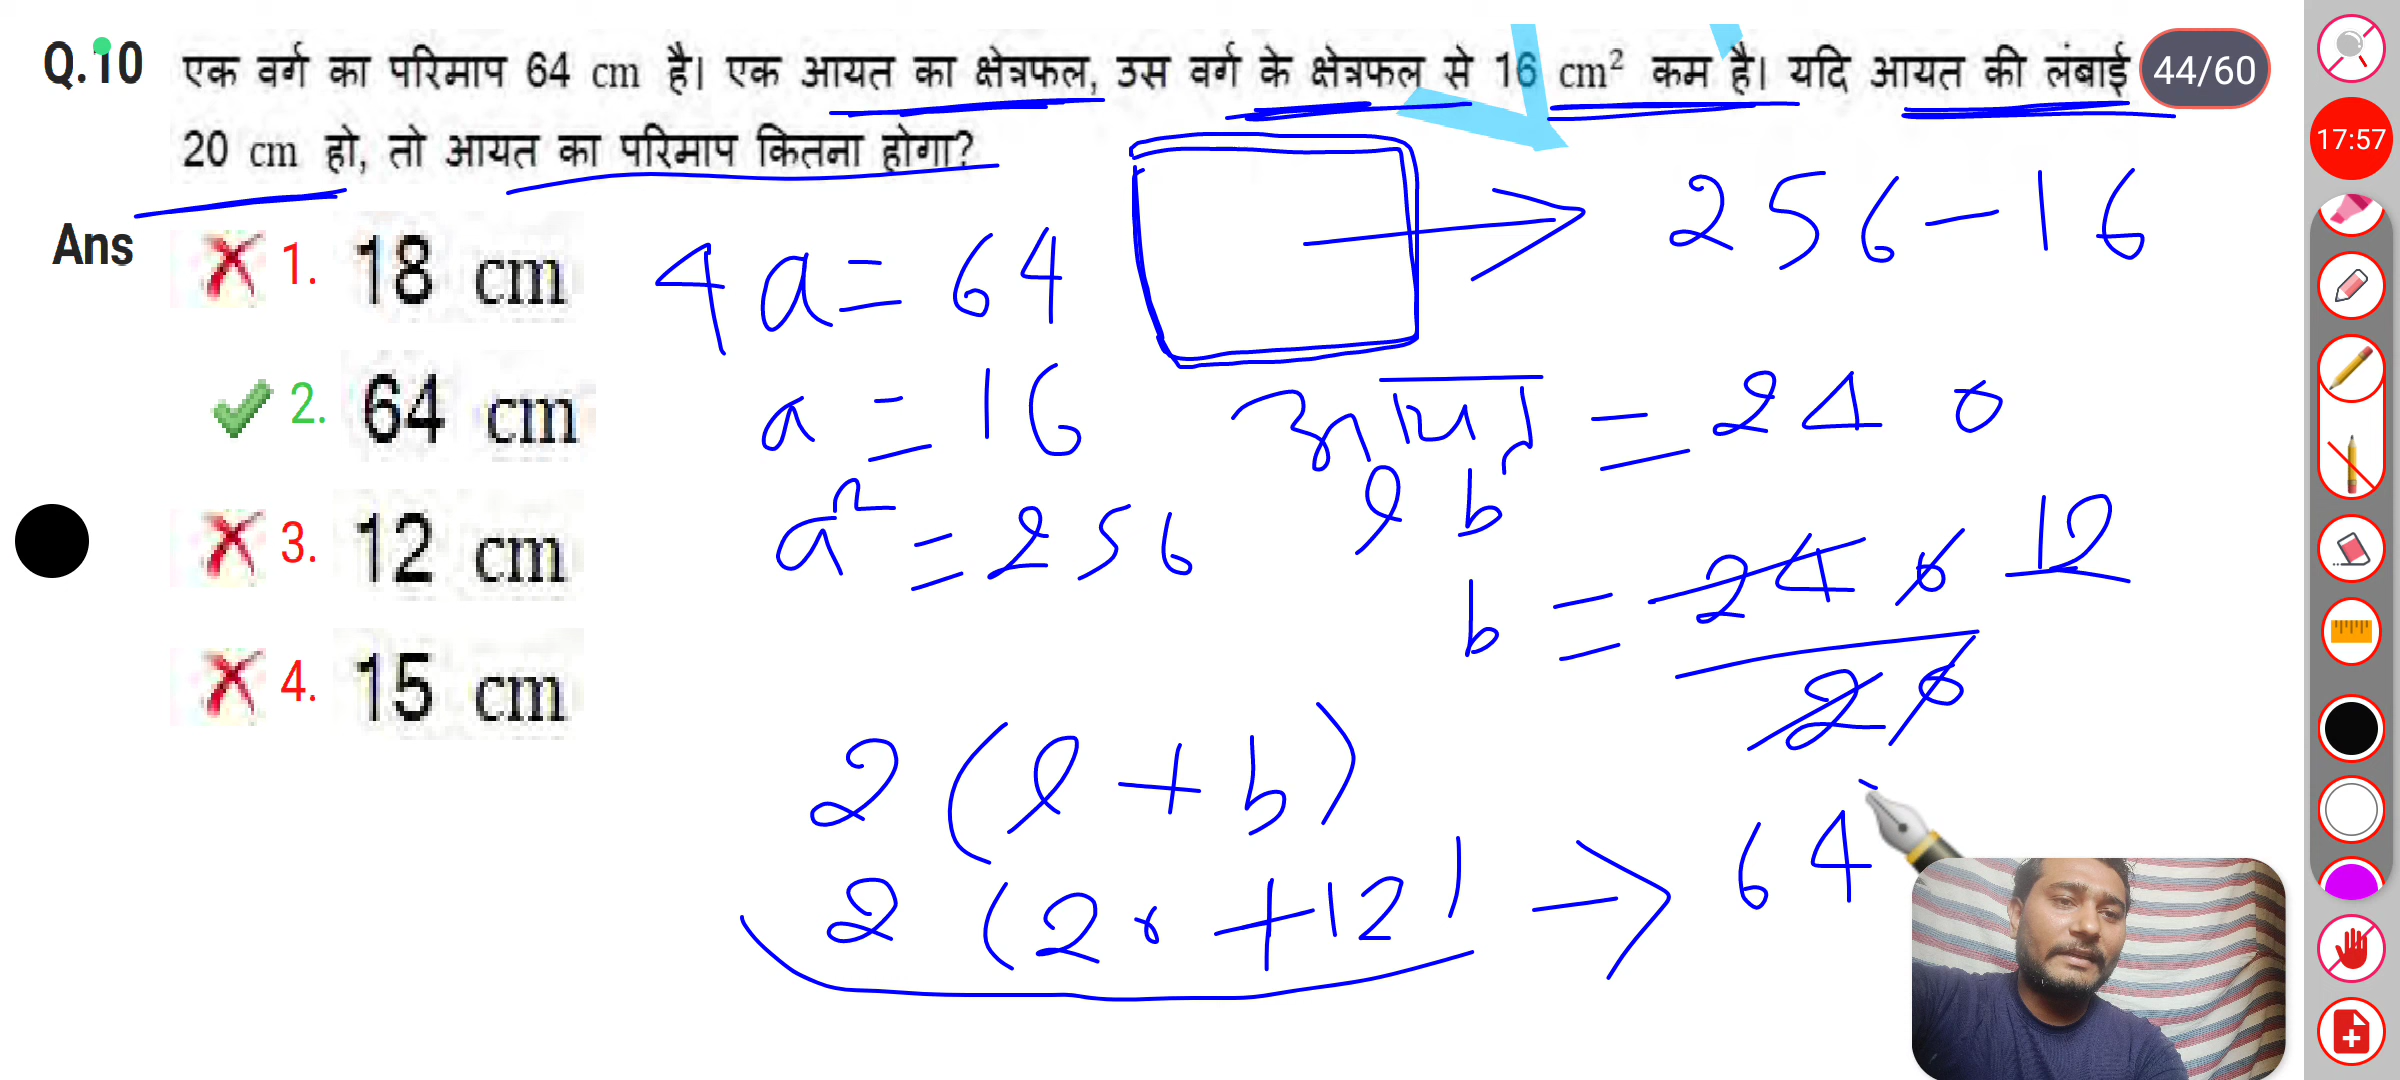 Q.10 एक वर्ग का परिमाप 64 cm है। एक आयत का क्षेत्रफल, उस वर्ग के क्षेत्रफल से 16 cm² कम है। यदि आयत की लंबाई
20 cm हो, तो आयत का परिमाप कितना होगा?
44/60
17:57
Ans
1. 18 cm
2. 64 cm
3. 12 cm
4. 15 cm
4a = 64
256-16
a = 16
आयत = 240
l b
a² = 256
b = 240/20 12
2(l+b)
2(20+12) → 64